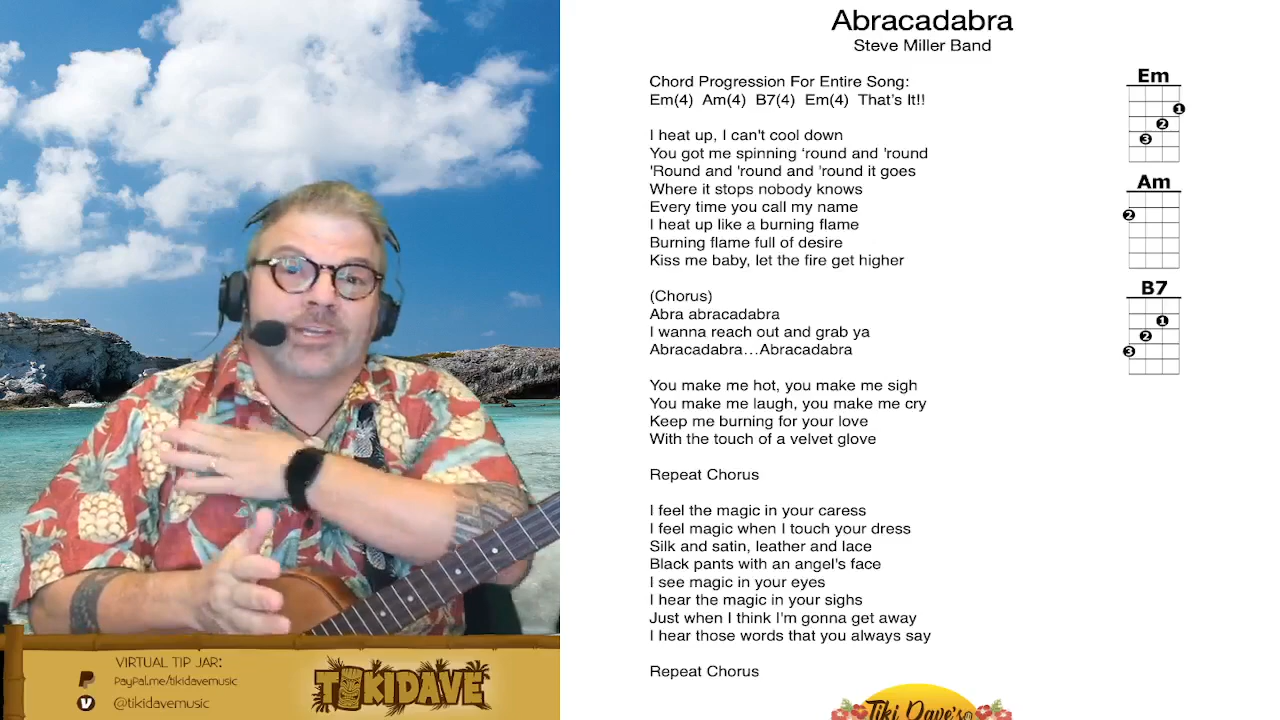 Abracadabra
Steve Miller Band
Chord Progression For Entire Song:
Em(4)  Am(4)  B7(4)  Em(4)  That's It!!
I heat up, I can't cool down
You got me spinning ‘round and 'round
'Round and 'round and 'round it goes
Where it stops nobody knows
Every time you call my name
I heat up like a burning flame
Burning flame full of desire
Kiss me baby, let the fire get higher
(Chorus)
Abra abracadabra
I wanna reach out and grab ya
Abracadabra…Abracadabra
You make me hot, you make me sigh
You make me laugh, you make me cry
Keep me burning for your love
With the touch of a velvet glove
Repeat Chorus
I feel the magic in your caress
I feel magic when I touch your dress
Silk and satin, leather and lace
Black pants with an angel's face
I see magic in your eyes
I hear the magic in your sighs
Just when I think I'm gonna get away
I hear those words that you always say
Repeat Chorus
Em
1
2
3
Am
2
B7
1
2
3
VIRTUAL TIP JAR:
PayPal.me/tikidavemusic
@tikidavemusic
TIKIDAVE
Tiki Dave's